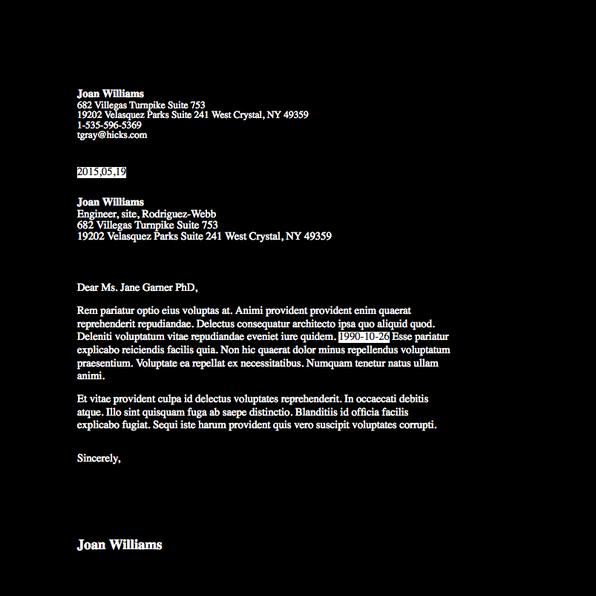 Joan Williams
682 Villegas Turnpike Suite 753
19202 Velasquez Parks Suite 241 West Crystal, NY 49359
1-535-596-5369
tgray@hicks.com
2015,05,19
Joan Williams
Engineer, site, Rodriguez-Webb
682 Villegas Turnpike Suite 753
19202 Velasquez Parks Suite 241 West Crystal, NY 49359
Dear Ms. Jane Garner PhD,
Rem pariatur optio eius voluptas at. Animi provident provident enim quaerat
reprehenderit repudiandae. Delectus consequatur architecto ipsa quo aliquid quod.
Deleniti voluptatum vitae repudiandae eveniet iure quidem. 1990-10-26 Esse pariatur
explicabo reiciendis facilis quia. Non hic quaerat dolor minus repellendus voluptatum
praesentium. Voluptate ea repellat ex necessitatibus. Numquam tenetur natus ullam
animi.
Et vitae provident culpa id delectus voluptates reprehenderit. In occaecati debitis
atque. Illo sint quisquam fuga ab saepe distinctio. Blanditiis id officia facilis
explicabo fugiat. Sequi iste harum provident quis vero suscipit voluptates corrupti.
Sincerely,
Joan Williams